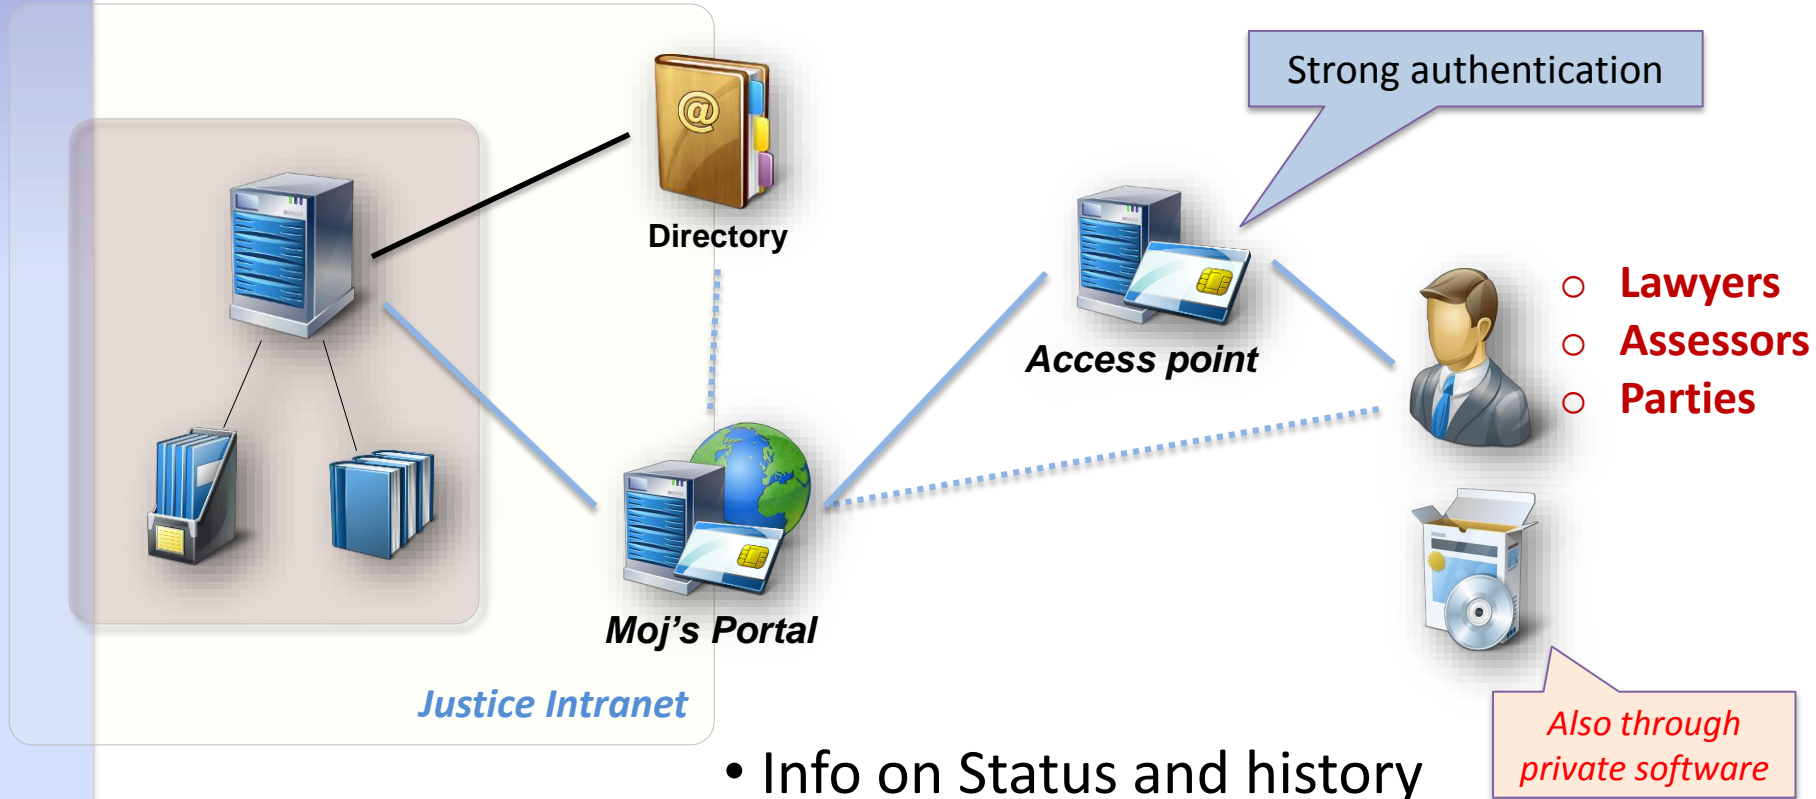 Strong authentication
@
Directory
Access point
o Lawyers
o Assessors
o Parties
Moj's Portal
Justice Intranet
Also through
private software
• Info on Status and history